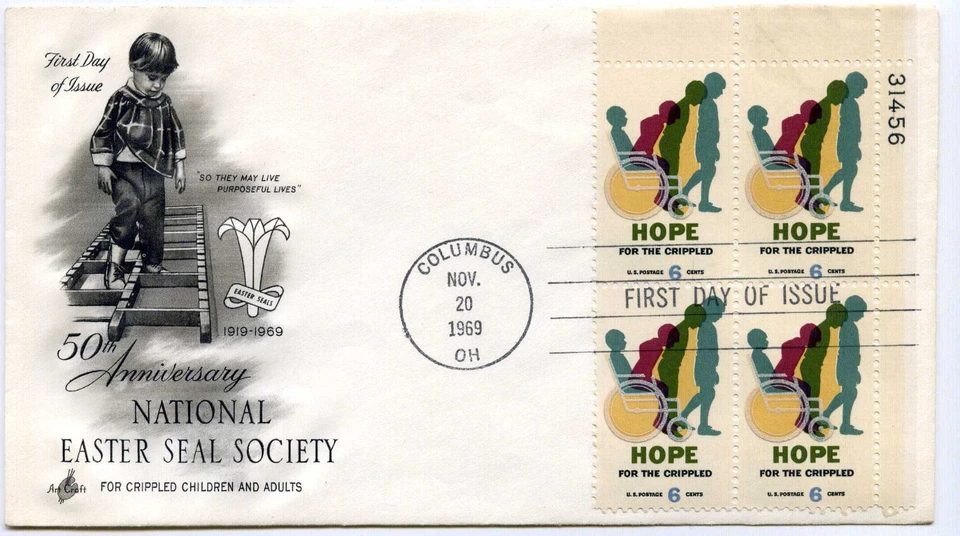 First Day
of Issue
"SO THEY MAY LIVE
PURPOSEFUL LIVES"
EASTER SEALS
1919-1969
50th
Anniversary
NATIONAL
EASTER SEAL SOCIETY
FOR CRIPPLED CHILDREN AND ADULTS
Art Craft
COLUMBUS
NOV.
20
1969
OH
FIRST DAY OF ISSUE
31456
HOPE
FOR THE CRIPPLED
U.S. POSTAGE 6 CENTS
HOPE
FOR THE CRIPPLED
U.S. POSTAGE 6 CENTS
HOPE
FOR THE CRIPPLED
U.S. POSTAGE 6 CENTS
HOPE
FOR THE CRIPPLED
U.S. POSTAGE 6 CENTS